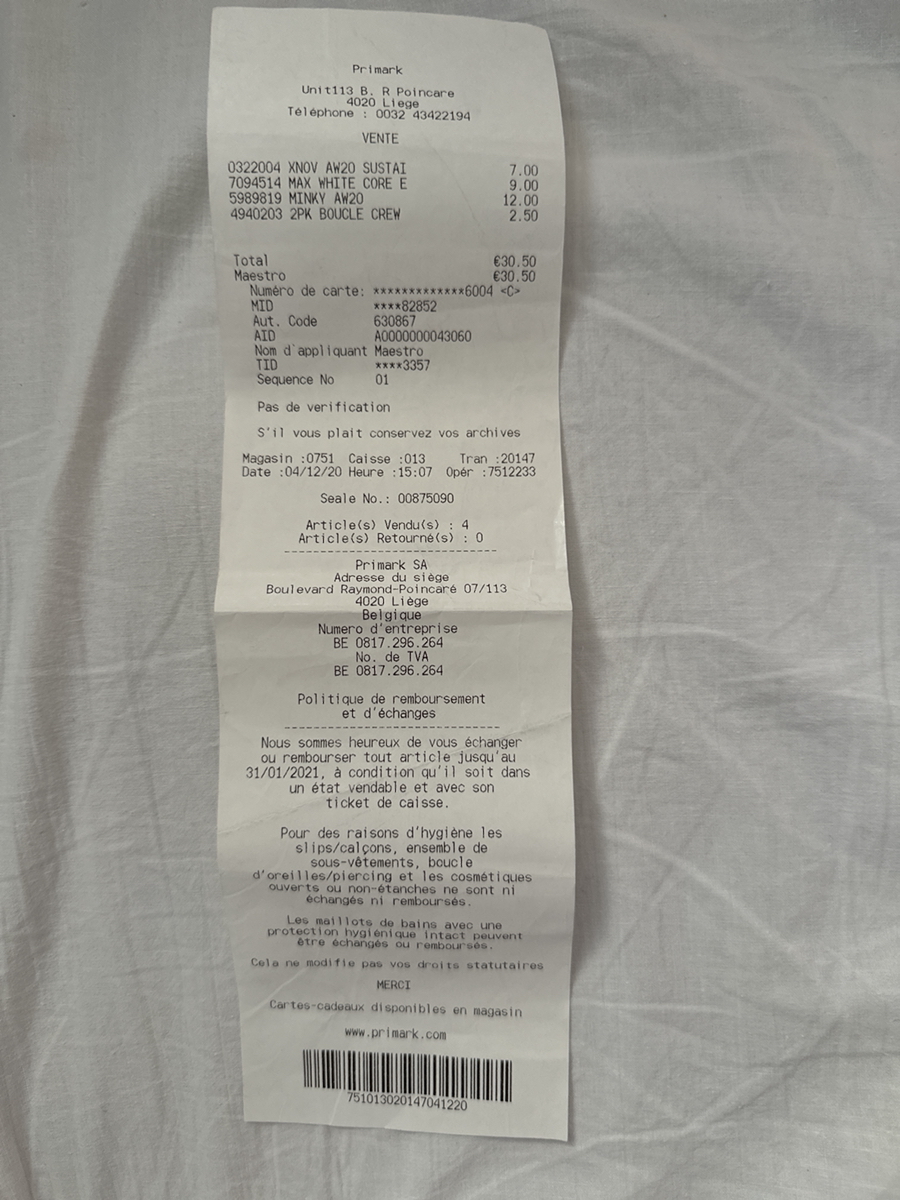 Primark
Unit113 B. R Poincare
4020 Liege
Téléphone : 0032 43422194
VENTE
0322004 XNOV AW20 SUSTAI 7.00
7094514 MAX WHITE CORE E 9.00
5989819 MINKY AW20 12.00
4940203 2PK BOUCLE CREW 2.50
Total €30.50
Maestro €30.50
Numéro de carte: *************6004 <C>
MID ****82852
Aut. Code 630867
AID A0000000043060
Nom d'appliquant Maestro
TID ****3357
Sequence No 01
Pas de verification
S'il vous plait conservez vos archives
Magasin :0751 Caisse :013 Tran :20147
Date :04/12/20 Heure :15:07 Opér :7512233
Seale No.: 00875090
Article(s) Vendu(s) : 4
Article(s) Retourné(s) : 0
------------------------------
Primark SA
Adresse du siège
Boulevard Raymond-Poincaré 07/113
4020 Liège
Belgique
Numero d'entreprise
BE 0817.296.264
No. de TVA
BE 0817.296.264
Politique de remboursement
et d'échanges
------------------------------
Nous sommes heureux de vous échanger
ou rembourser tout article jusqu'au
31/01/2021, à condition qu'il soit dans
un état vendable et avec son
ticket de caisse.
Pour des raisons d'hygiène les
slips/calçons, ensemble de
sous-vêtements, boucle
d'oreilles/piercing et les cosmétiques
ouverts ou non-étanches ne sont ni
échangés ni remboursés.
Les maillots de bains avec une
protection hygiénique intact peuvent
être échangés ou remboursés.
Cela ne modifie pas vos droits statutaires
MERCI
Cartes-cadeaux disponibles en magasin
www.primark.com
751013020147041220